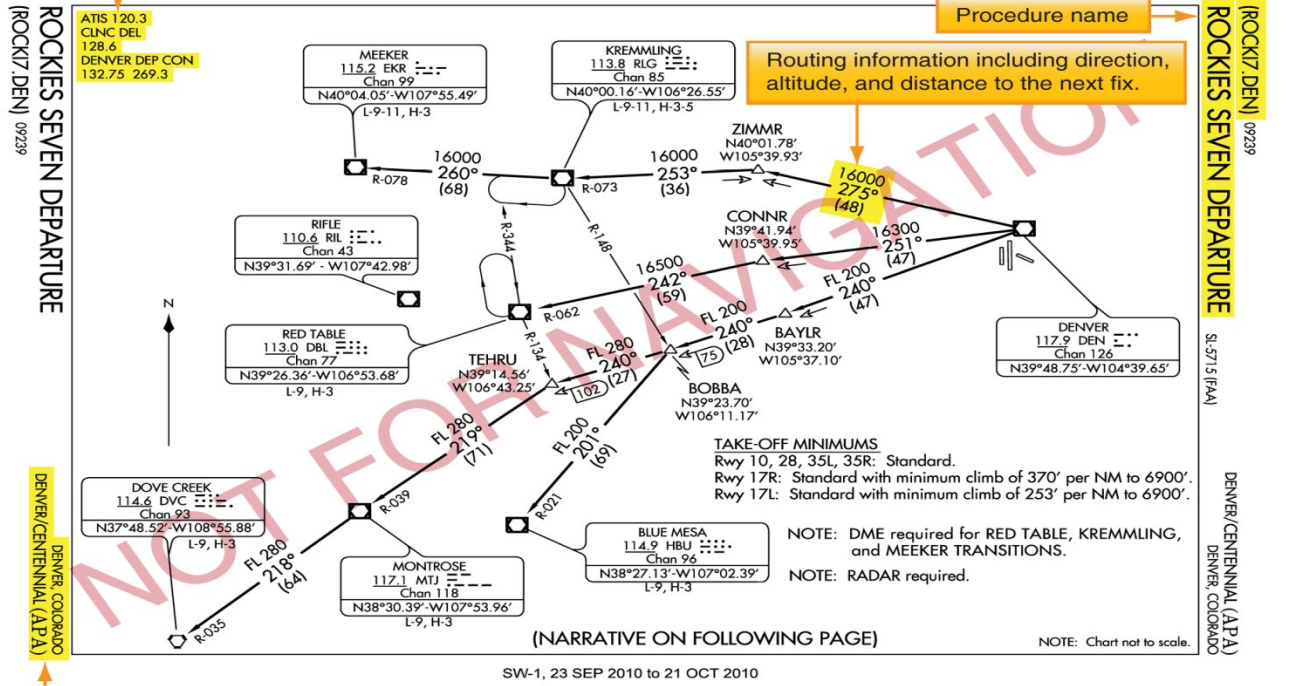 ATIS 120.3
CLNC DEL
128.6
DENVER DEP CON
132.75 269.3
Procedure name
Routing information including direction,
altitude, and distance to the next fix.
(ROCKI7.DEN) 09239
ROCKIES SEVEN DEPARTURE
ROCKIES SEVEN DEPARTURE
(ROCKI7.DEN) 09239
SL-5715 (FAA)
DENVER/CENTENNIAL (APA)
DENVER, COLORADO
DENVER, COLORADO
DENVER/CENTENNIAL (APA)
MEEKER
115.2 EKR
Chan 99
N40°04.05'-W107°55.49'
L-9-11, H-3
KREMMLING
113.8 RLG
Chan 85
N40°00.16'-W106°26.55'
L-9-11, H-3-5
ZIMMR
N40°01.78'
W105°39.93'
16000
260°
(68)
R-078
R-073
16000
253°
(36)
16000
275°
(48)
RIFLE
110.6 RIL
Chan 43
N39°31.69' - W107°42.98'
R-344
R-148
CONNR
N39°41.94'
W105°39.95'
16300
251°
(47)
16500
242°
(59)
R-062
FL 200
240°
(47)
N
RED TABLE
113.0 DBL
Chan 77
N39°26.36'-W106°53.68'
L-9, H-3
R-134
TEHRU
N39°14.56'
W106°43.25'
FL 280
240°
(27)
102
FL 200
240°
(28)
75
BAYLR
N39°33.20'
W105°37.10'
BOBBA
N39°23.70'
W106°11.17'
DENVER
117.9 DEN
Chan 126
N39°48.75'-W104°39.65'
FL 280
219°
(71)
R-039
FL 200
201°
(69)
R-021
TAKE-OFF MINIMUMS
Rwy 10, 28, 35L, 35R: Standard.
Rwy 17R: Standard with minimum climb of 370' per NM to 6900'.
Rwy 17L: Standard with minimum climb of 253' per NM to 6900'.
DOVE CREEK
114.6 DVC
Chan 93
N37°48.52'-W108°55.88'
L-9, H-3
FL 280
218°
(64)
R-035
MONTROSE
117.1 MTJ
Chan 118
N38°30.39'-W107°53.96'
L-9, H-3
BLUE MESA
114.9 HBU
Chan 96
N38°27.13'-W107°02.39'
L-9, H-3
NOTE: DME required for RED TABLE, KREMMLING,
and MEEKER TRANSITIONS.
NOTE: RADAR required.
(NARRATIVE ON FOLLOWING PAGE)
NOTE: Chart not to scale.
NOT FOR NAVIGATION
SW-1, 23 SEP 2010 to 21 OCT 2010